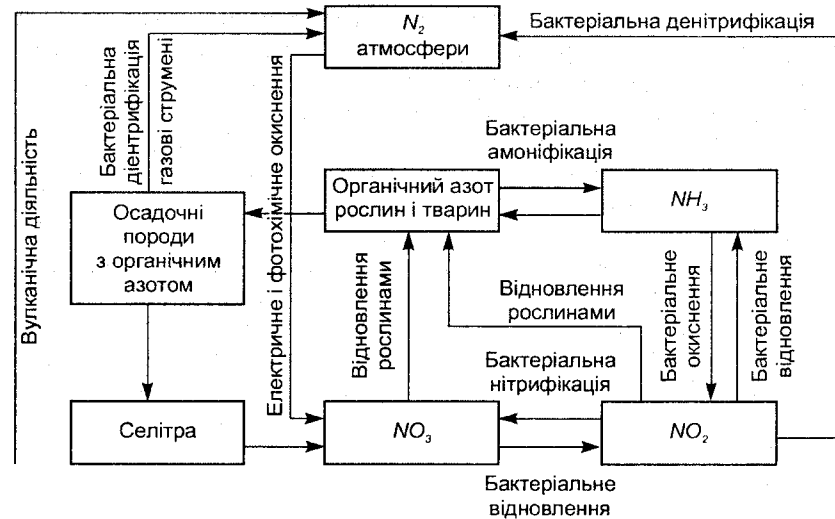 N₂
атмосфери
Бактеріальна денітрифікація
Вулканічна діяльність
Бактеріальна
діентрифікація
газові струмені
Електричне і фотохімічне окиснення
Бактеріальна
амоніфікація
Органічний азот
рослин і тварин
NH₃
Осадочні
породи
з органічним
азотом
Відновлення
рослинами
Відновлення
рослинами
Бактеріальне
окиснення
Бактеріальне
відновлення
Бактеріальна
нітрифікація
Селітра
NO₃
NO₂
Бактеріальне
відновлення